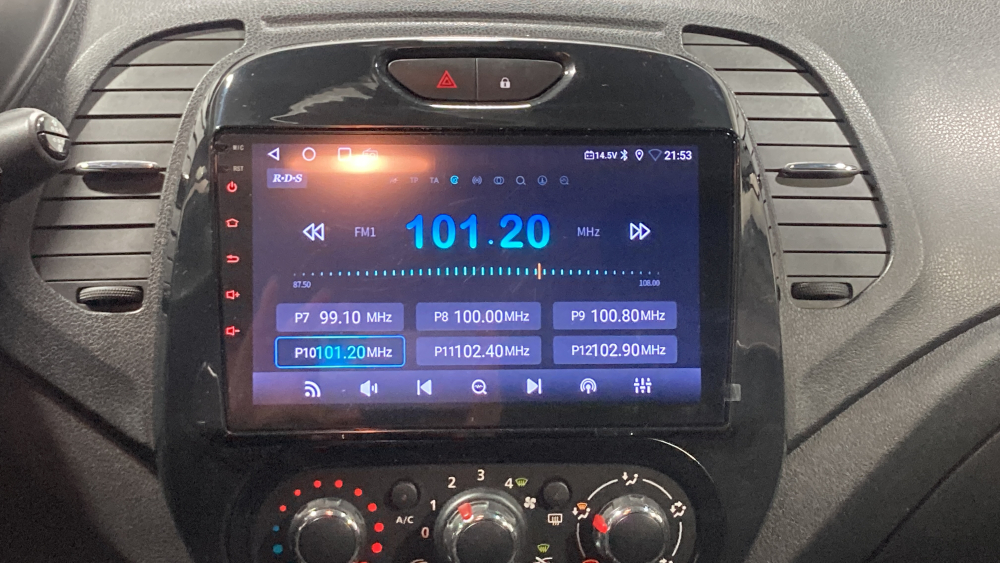 MIC
14.5V 21:53
RST
R·D·S TP TA
FM1 101.20 MHz
87.50 108.00
P7 99.10 MHz P8 100.00MHz P9 100.80MHz
P10101.20MHz P11102.40MHz P12102.90MHz
A/C 0 1 2 3 4